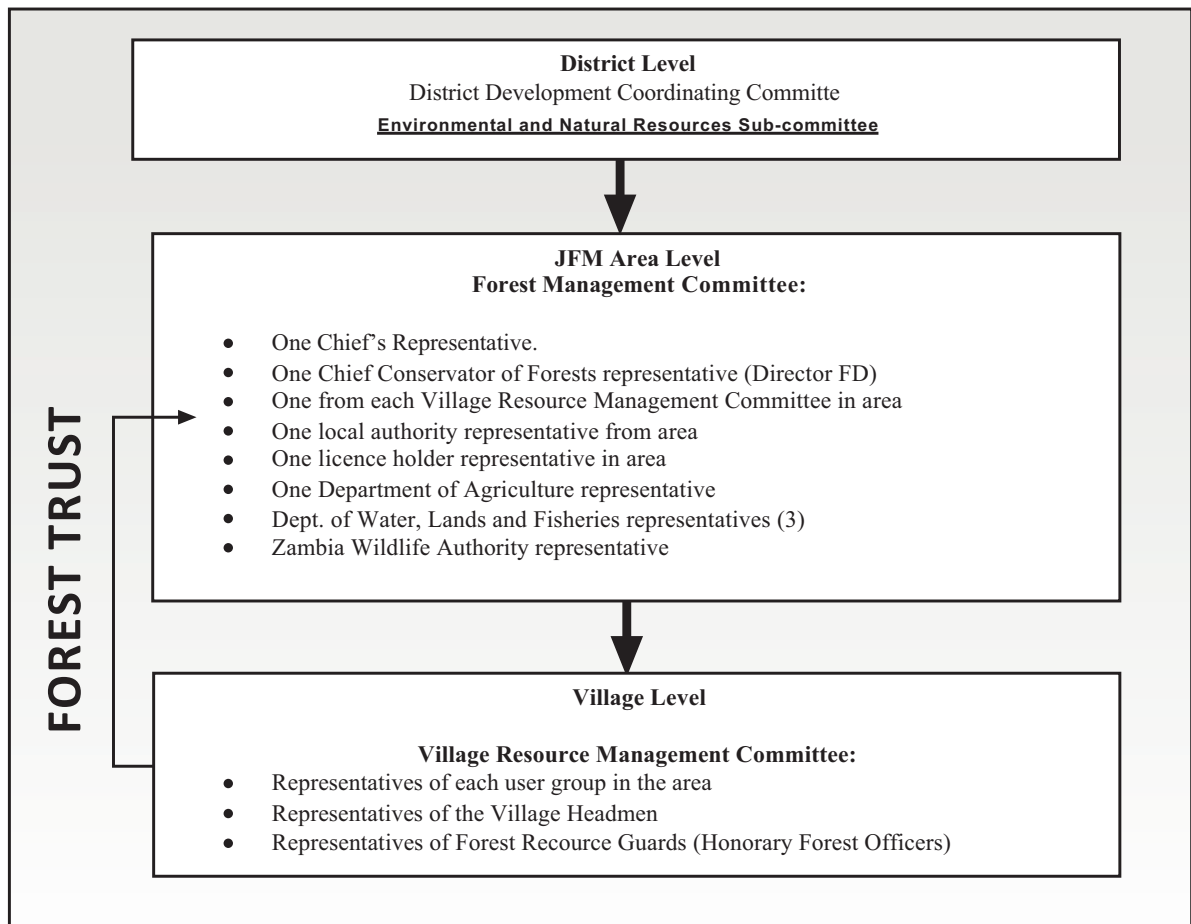 District Level
District Development Coordinating Committe
Environmental and Natural Resources Sub-committee
JFM Area Level
Forest Management Committee:
• One Chief’s Representative.
• One Chief Conservator of Forests representative (Director FD)
• One from each Village Resource Management Committee in area
• One local authority representative from area
• One licence holder representative in area
• One Department of Agriculture representative
• Dept. of Water, Lands and Fisheries representatives (3)
• Zambia Wildlife Authority representative
FOREST TRUST
Village Level
Village Resource Management Committee:
• Representatives of each user group in the area
• Representatives of the Village Headmen
• Representatives of Forest Recource Guards (Honorary Forest Officers)